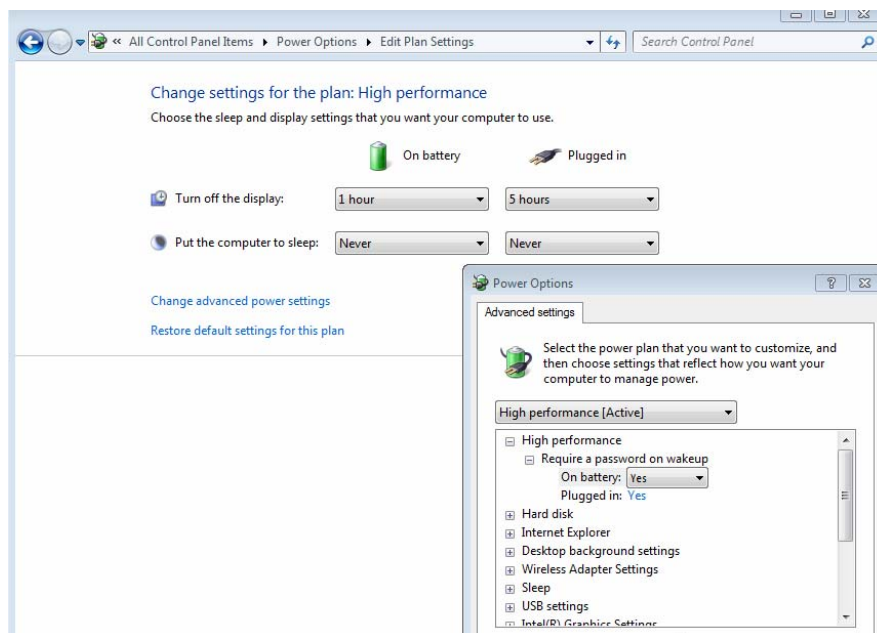 « All Control Panel Items ▸ Power Options ▸ Edit Plan Settings
Search Control Panel
Change settings for the plan: High performance
Choose the sleep and display settings that you want your computer to use.
On battery Plugged in
Turn off the display: 1 hour 5 hours
Put the computer to sleep: Never Never
Change advanced power settings
Restore default settings for this plan
Power Options
Advanced settings
Select the power plan that you want to customize, and
then choose settings that reflect how you want your
computer to manage power.
High performance [Active]
High performance
Require a password on wakeup
On battery: Yes
Plugged in: Yes
Hard disk
Internet Explorer
Desktop background settings
Wireless Adapter Settings
Sleep
USB settings
Intel(R) Graphics Settings